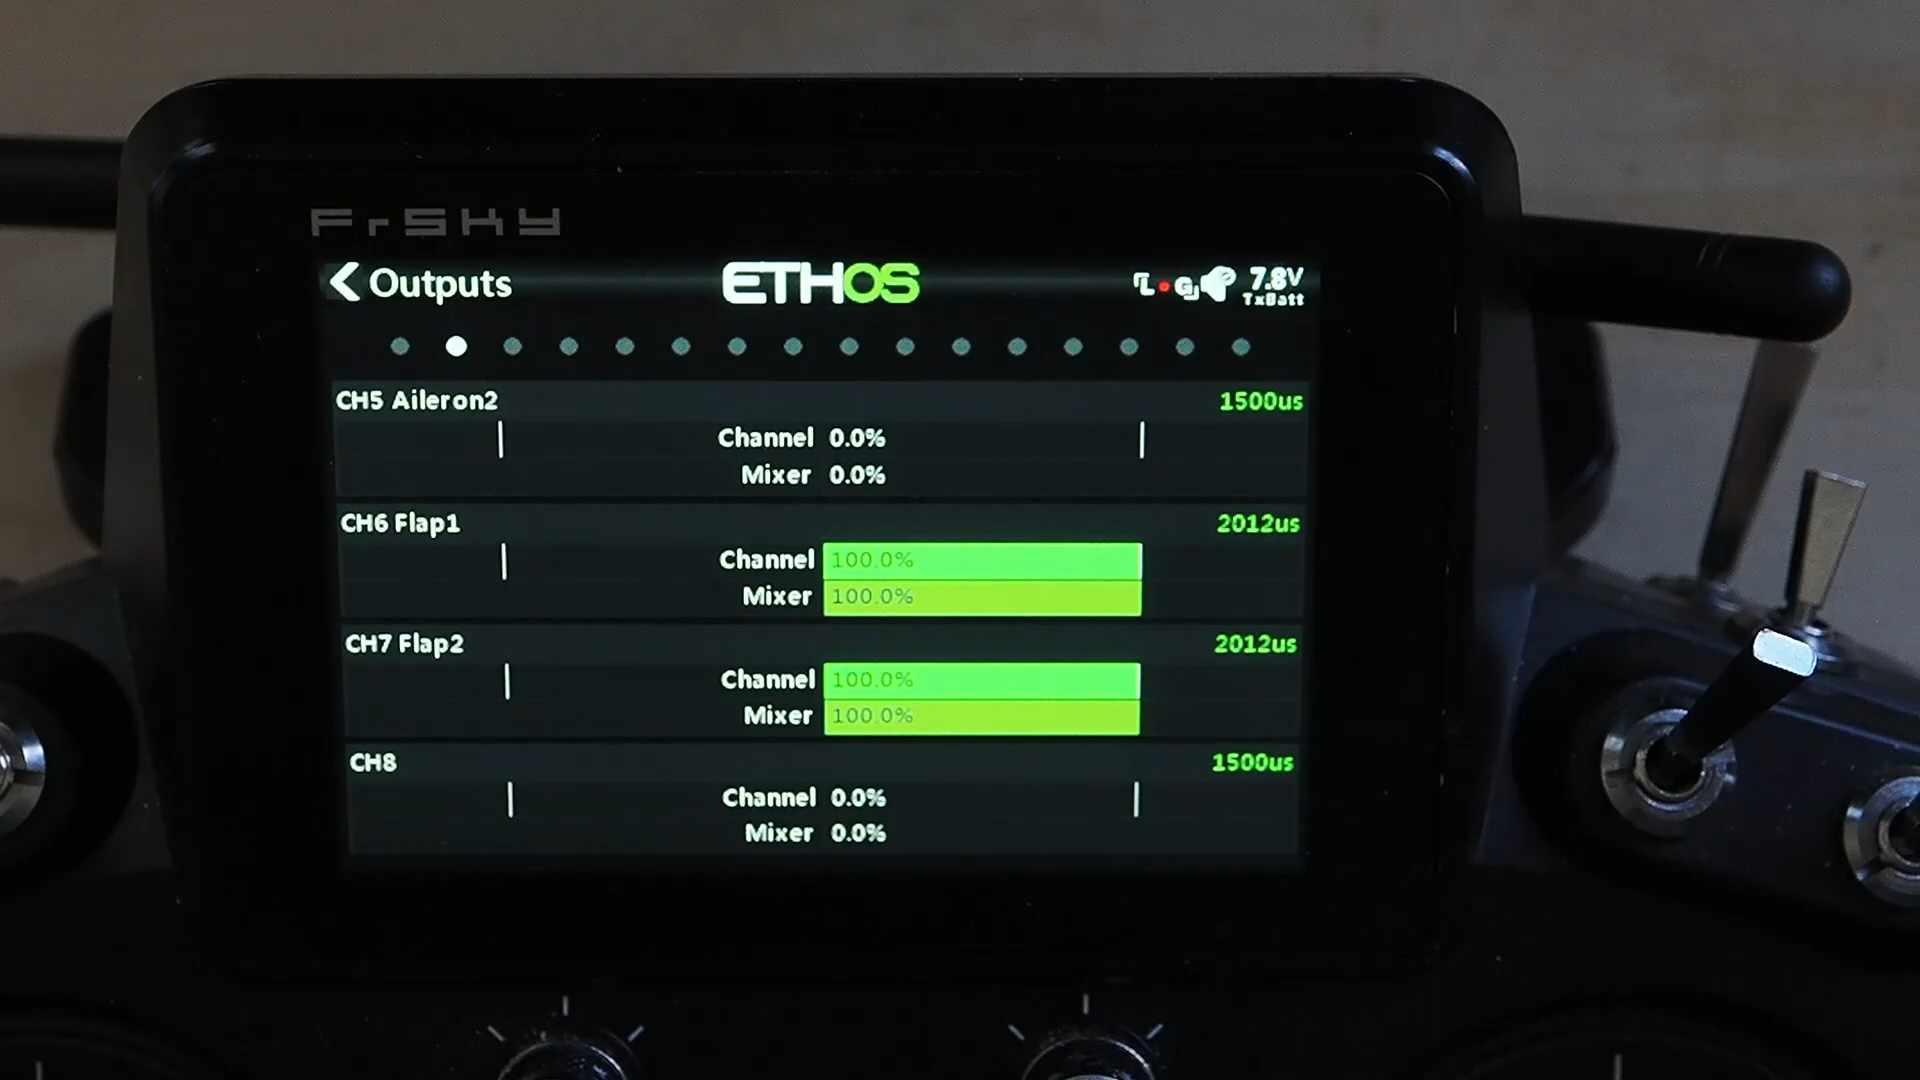 FrSKY
Outputs
ETHOS
7.8V
TxBatt
CH5 Aileron2
1500us
Channel 0.0%
Mixer 0.0%
CH6 Flap1
2012us
Channel 100.0%
Mixer 100.0%
CH7 Flap2
2012us
Channel 100.0%
Mixer 100.0%
CH8
1500us
Channel 0.0%
Mixer 0.0%